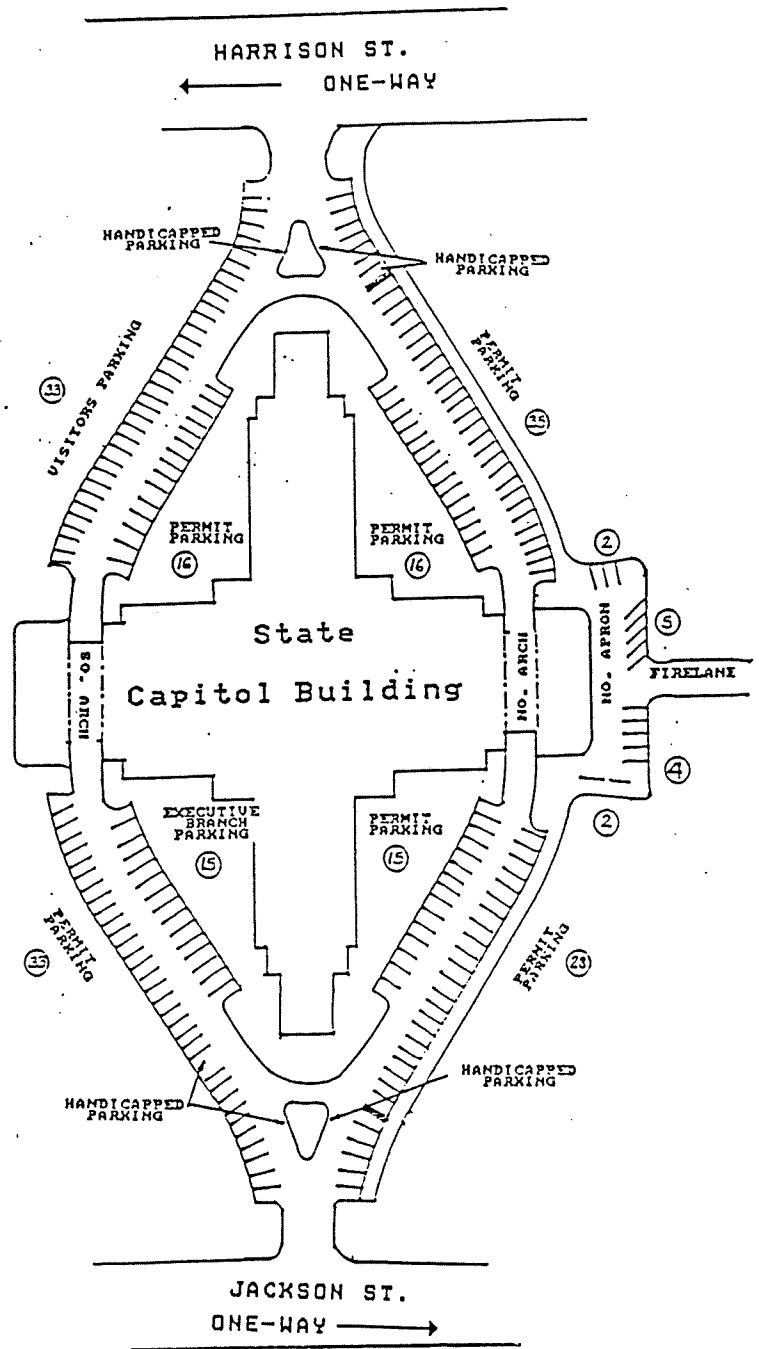 HARRISON ST.
ONE-WAY
HANDICAPPED
PARKING
HANDICAPPED
PARKING
VISITORS PARKING
33
PERMIT
PARKING
35
PERMIT
PARKING
16
PERMIT
PARKING
16
2
5
State
Capitol Building
SO. ARCH
NO. ARCH
NO. APRON
FIRELANE
4
2
EXECUTIVE
BRANCH
PARKING
15
PERMIT
PARKING
15
PERMIT
PARKING
33
PERMIT
PARKING
28
HANDICAPPED
PARKING
HANDICAPPED
PARKING
JACKSON ST.
ONE-WAY